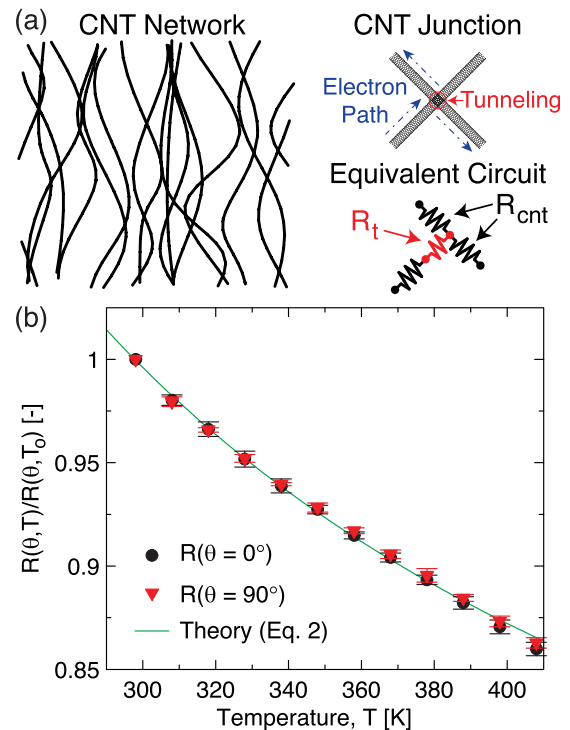 (a) CNT Network
CNT Junction
Electron
Path
Tunneling
Equivalent Circuit
R_t
R_cnt
(b)
R(θ,T)/R(θ,T_o) [-]
1
0.95
0.9
0.85
R(θ = 0°)
R(θ = 90°)
Theory (Eq. 2)
300 320 340 360 380 400
Temperature, T [K]